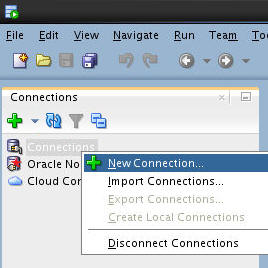 File Edit View Navigate Run Team
Connections
Connections
Oracle No
Cloud Con
New Connection...
Import Connections...
Export Connections...
Create Local Connections
Disconnect Connections